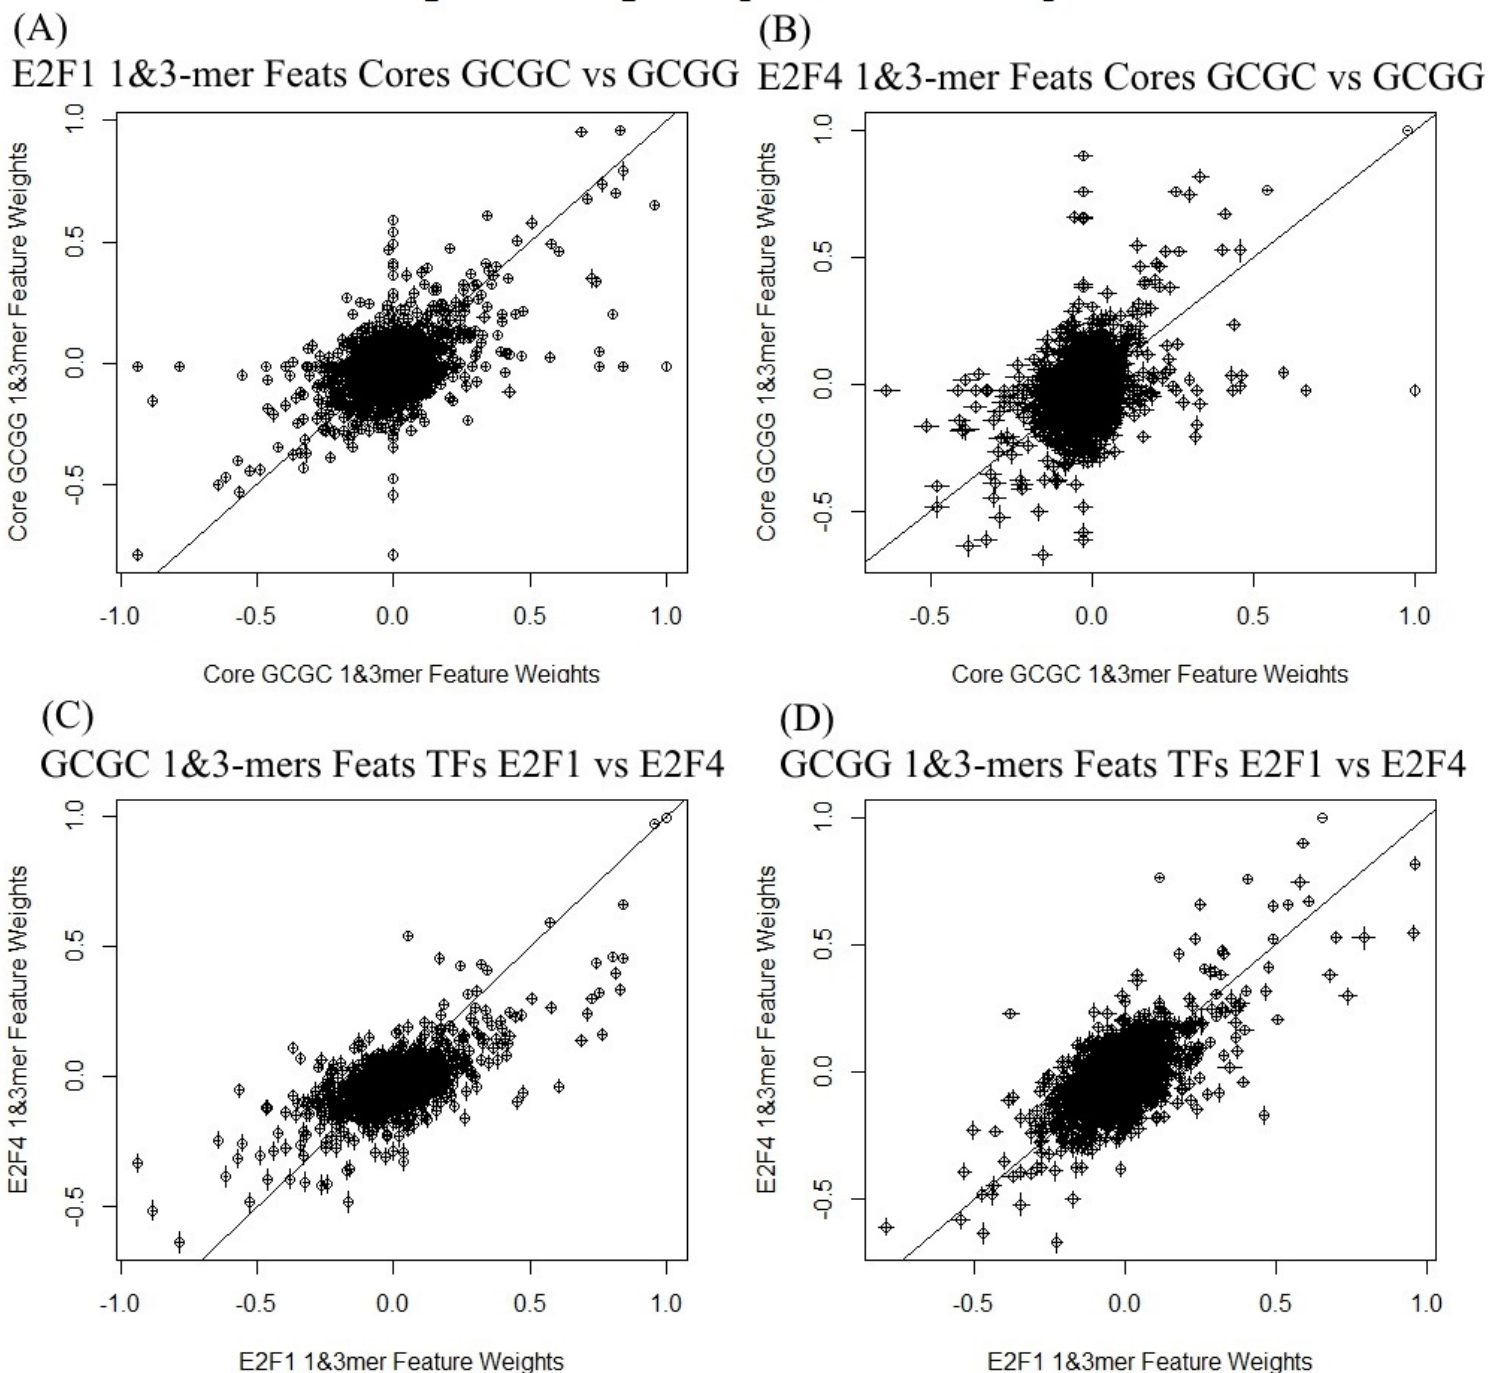 (A)
E2F1 1&3-mer Feats Cores GCGC vs GCGG
Core GCGG 1&3mer Feature Weights
1.0
0.5
0.0
-0.5
-1.0 -0.5 0.0 0.5 1.0
Core GCGC 1&3mer Feature Weights
(B)
E2F4 1&3-mer Feats Cores GCGC vs GCGG
Core GCGG 1&3mer Feature Weights
1.0
0.5
0.0
-0.5
-0.5 0.0 0.5 1.0
Core GCGC 1&3mer Feature Weights
(C)
GCGC 1&3-mers Feats TFs E2F1 vs E2F4
E2F4 1&3mer Feature Weights
1.0
0.5
0.0
-0.5
-1.0 -0.5 0.0 0.5 1.0
E2F1 1&3mer Feature Weights
(D)
GCGG 1&3-mers Feats TFs E2F1 vs E2F4
E2F4 1&3mer Feature Weights
1.0
0.5
0.0
-0.5
-0.5 0.0 0.5 1.0
E2F1 1&3mer Feature Weights